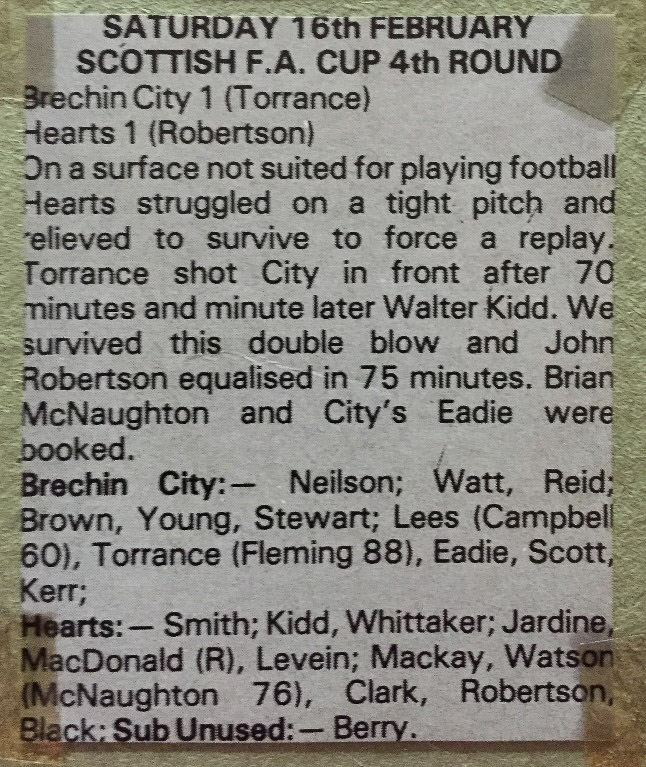 SATURDAY 16th FEBRUARY
SCOTTISH F.A. CUP 4th ROUND
Brechin City 1 (Torrance)
Hearts 1 (Robertson)
On a surface not suited for playing football
Hearts struggled on a tight pitch and
relieved to survive to force a replay.
Torrance shot City in front after 70
minutes and minute later Walter Kidd. We
survived this double blow and John
Robertson equalised in 75 minutes. Brian
McNaughton and City's Eadie were
booked.
Brechin City:— Neilson; Watt, Reid;
Brown, Young, Stewart; Lees (Campbell
60), Torrance (Fleming 88), Eadie, Scott,
Kerr;
Hearts:— Smith; Kidd, Whittaker; Jardine,
MacDonald (R), Levein; Mackay, Watson
(McNaughton 76), Clark, Robertson,
Black; Sub Unused:— Berry.